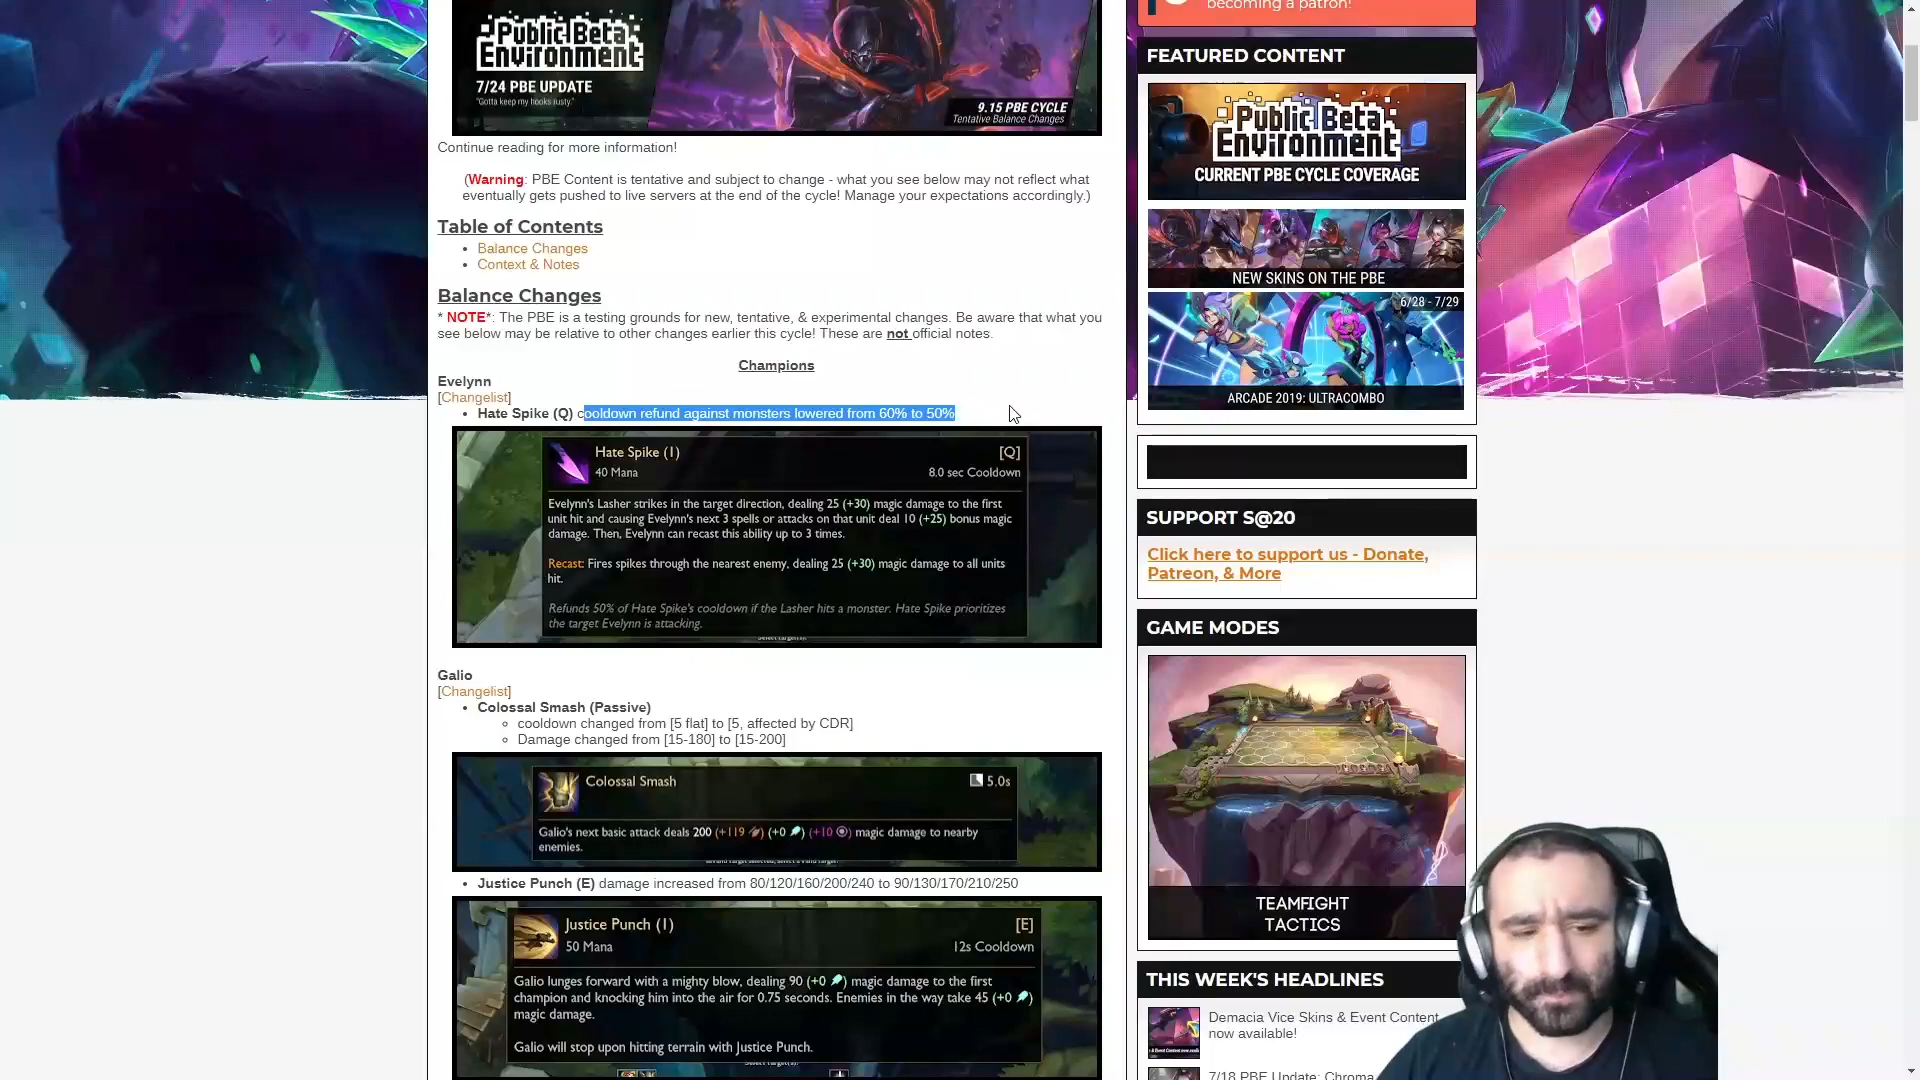 becoming a patron!
Public Beta
Environment
7/24 PBE UPDATE
"Gotta keep my hooks rusty."
9.15 PBE CYCLE
Tentative Balance Changes
Continue reading for more information!
(Warning: PBE Content is tentative and subject to change - what you see below may not reflect what
eventually gets pushed to live servers at the end of the cycle! Manage your expectations accordingly.)
Table of Contents
• Balance Changes
• Context & Notes
Balance Changes
* NOTE*: The PBE is a testing grounds for new, tentative, & experimental changes. Be aware that what you
see below may be relative to other changes earlier this cycle! These are not official notes.
Champions
Evelynn
[Changelist]
• Hate Spike (Q) cooldown refund against monsters lowered from 60% to 50%
Hate Spike (1)
[Q]
40 Mana
8.0 sec Cooldown
Evelynn's Lasher strikes in the target direction, dealing 25 (+30) magic damage to the first
unit hit and causing Evelynn's next 3 spells or attacks on that unit deal 10 (+25) bonus magic
damage. Then, Evelynn can recast this ability up to 3 times.
Recast: Fires spikes through the nearest enemy, dealing 25 (+30) magic damage to all units
hit.
Refunds 50% of Hate Spike's cooldown if the Lasher hits a monster. Hate Spike prioritizes
the target Evelynn is attacking.
Galio
[Changelist]
• Colossal Smash (Passive)
cooldown changed from [5 flat] to [5, affected by CDR]
Damage changed from [15-180] to [15-200]
Colossal Smash
5.0s
Galio's next basic attack deals 200 (+119) (+0) (+10) magic damage to nearby
enemies.
• Justice Punch (E) damage increased from 80/120/160/200/240 to 90/130/170/210/250
Justice Punch (1)
[E]
50 Mana
12s Cooldown
Galio lunges forward with a mighty blow, dealing 90 (+0) magic damage to the first
champion and knocking him into the air for 0.75 seconds. Enemies in the way take 45 (+0)
magic damage.
Galio will stop upon hitting terrain with Justice Punch.
FEATURED CONTENT
Public Beta
Environment
CURRENT PBE CYCLE COVERAGE
NEW SKINS ON THE PBE
6/28 - 7/29
ARCADE 2019: ULTRACOMBO
SUPPORT S@20
Click here to support us - Donate,
Patreon, & More
GAME MODES
TEAMFIGHT
TACTICS
THIS WEEK'S HEADLINES
Demacia Vice Skins & Event Content
now available!
7/18 PBE Update: Chroma